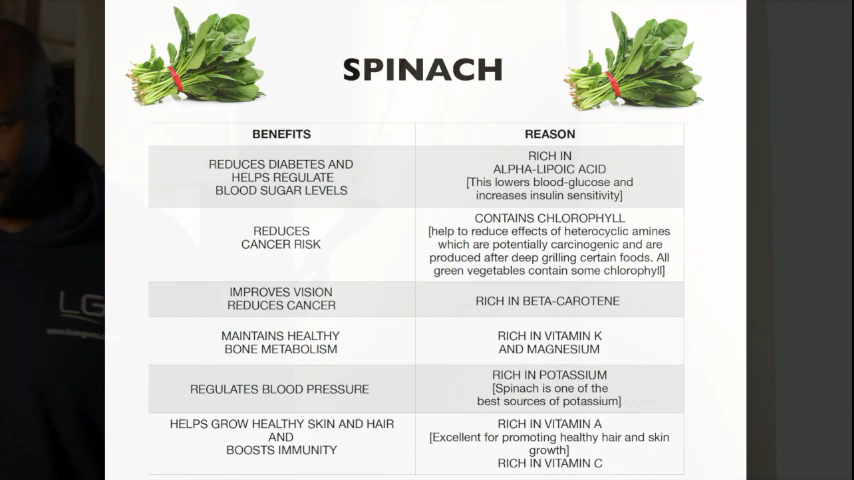 SPINACH
BENEFITS
REASON
REDUCES DIABETES AND
HELPS REGULATE
BLOOD SUGAR LEVELS
RICH IN
ALPHA-LIPOIC ACID
[This lowers blood-glucose and
increases insulin sensitivity]
REDUCES
CANCER RISK
CONTAINS CHLOROPHYLL
[help to reduce effects of heterocyclic amines
which are potentially carcinogenic and are
produced after deep grilling certain foods. All
green vegetables contain some chlorophyll]
IMPROVES VISION
REDUCES CANCER
RICH IN BETA-CAROTENE
MAINTAINS HEALTHY
BONE METABOLISM
RICH IN VITAMIN K
AND MAGNESIUM
REGULATES BLOOD PRESSURE
RICH IN POTASSIUM
[Spinach is one of the
best sources of potassium]
HELPS GROW HEALTHY SKIN AND HAIR
AND
BOOSTS IMMUNITY
RICH IN VITAMIN A
[Excellent for promoting healthy hair and skin
growth]
RICH IN VITAMIN C
LG